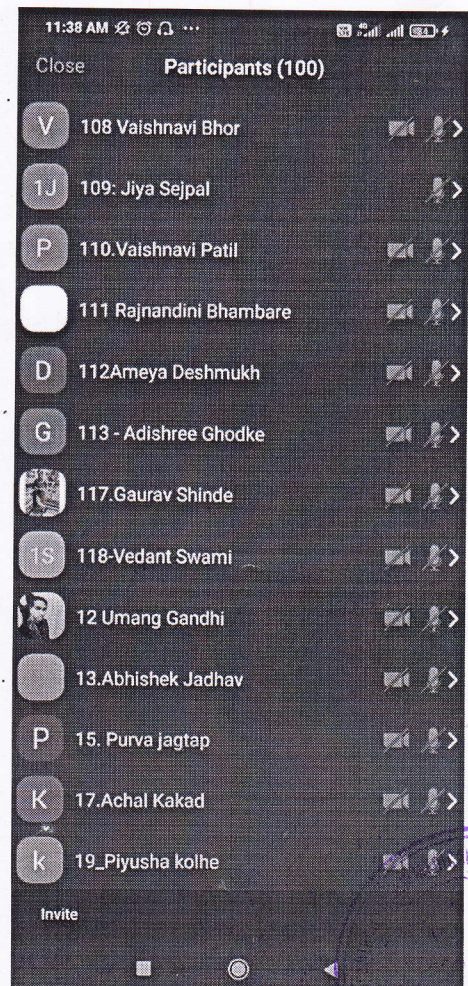 11:38 AM
Close Participants (100)
V 108 Vaishnavi Bhor
1J 109: Jiya Sejpal
P 110.Vaishnavi Patil
111 Rajnandini Bhambare
D 112Ameya Deshmukh
G 113 - Adishree Ghodke
117.Gaurav Shinde
1S 118-Vedant Swami
12 Umang Gandhi
13.Abhishek Jadhav
P 15. Purva jagtap
K 17.Achal Kakad
k 19_Piyusha kolhe
Invite